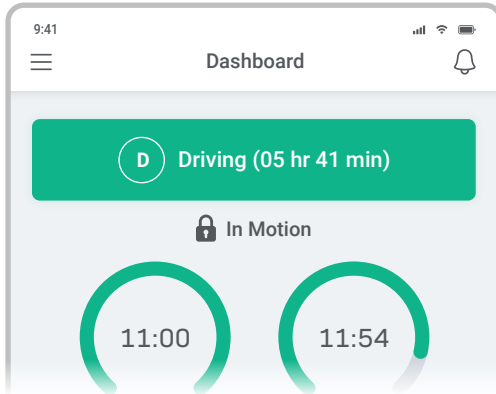 9:41
Dashboard
D Driving (05 hr 41 min)
In Motion
11:00 11:54